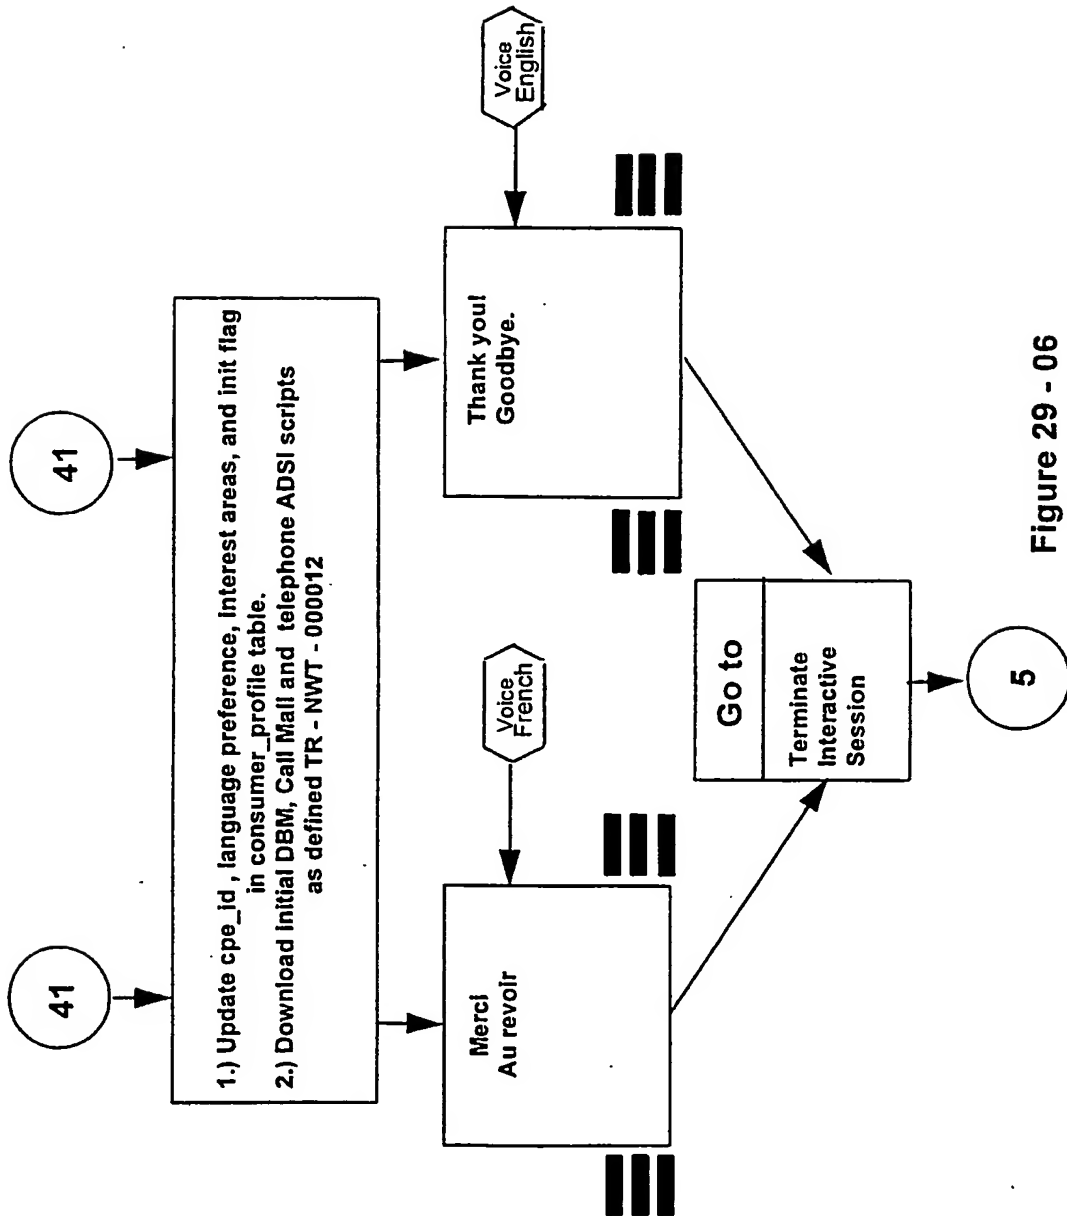 41
41
1.) Update cpe_id , language preference, interest areas, and init flag
in consumer_profile table.
2.) Download initial DBM, Call Mall and telephone ADSI scripts
as defined TR - NWT - 000012
Merci
Au revoir
Voice
French
Thank you!
Goodbye.
Voice
English
Go to
Terminate
Interactive
Session
5
Figure 29 - 06